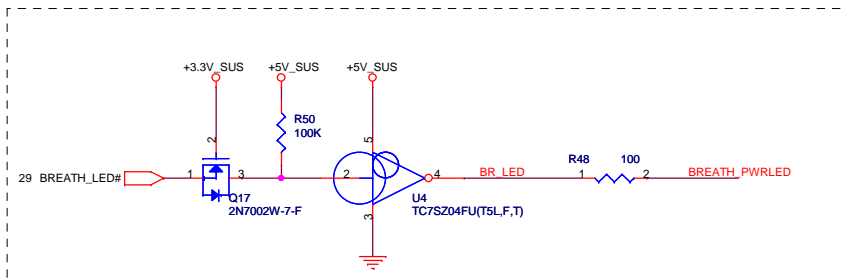 +3.3V_SUS +5V_SUS +5V_SUS
R50
100K
2 5
R48 100
29 BREATH_LED# 1 3 2 4 BR_LED 1 2 BREATH_PWRLED
Q17 U4
2N7002W-7-F 3 TC7SZ04FU(T5L,F,T)